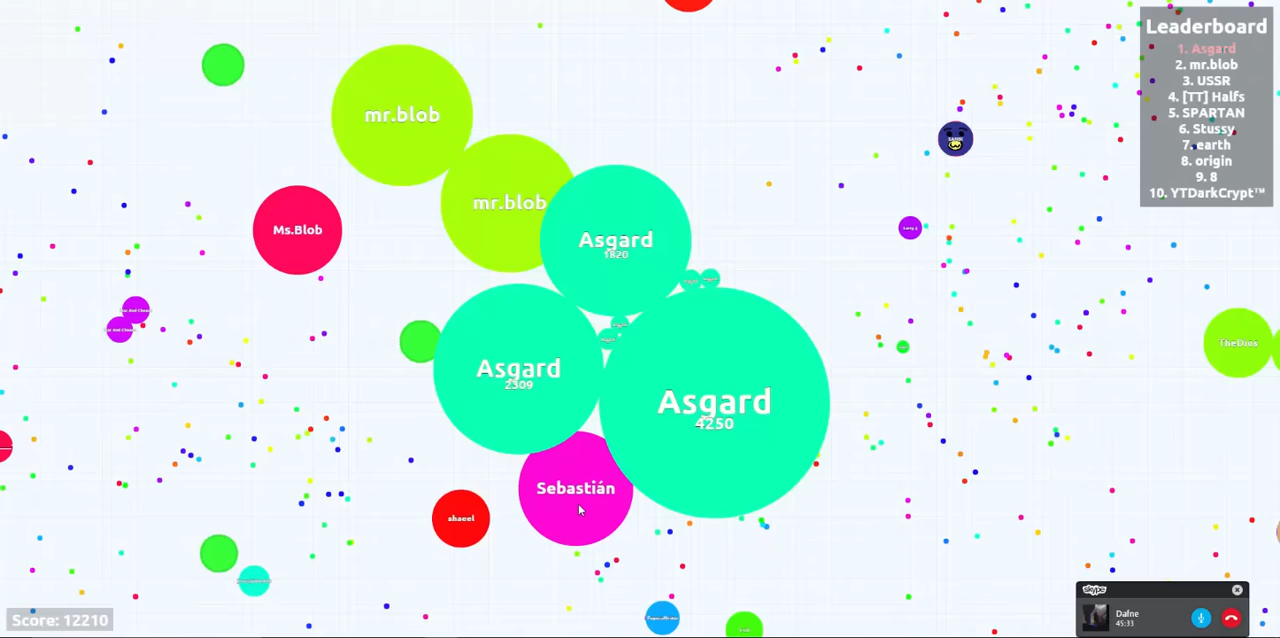 Leaderboard
1. Asgard
2. mr.blob
3. USSR
4. [TT] Halfs
5. SPARTAN
6. Stussy
7. earth
8. origin
9. 8
10. YTDarkCrypt™
mr.blob
mr.blob
Ms.Blob
Asgard
1820
Asgard
2309
Asgard
4250
TheDios
Sebastián
shaeel
Score: 12210
skype
Dafne
45:33